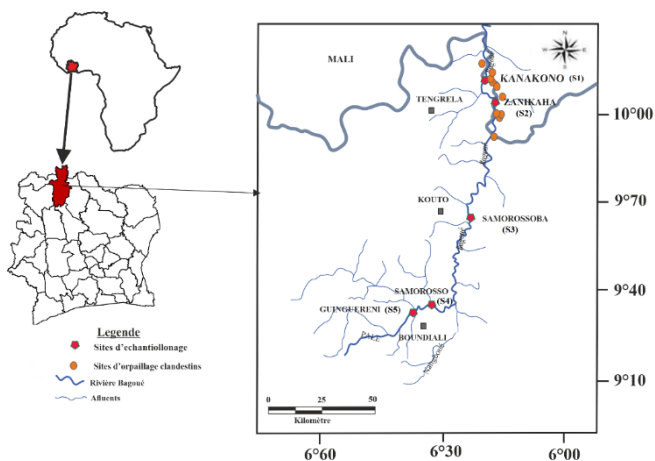 MALI
N
W
E
S
KANAKONO (S1)
ZANIKAHA
(S2)
TENGRELA
10°00
KOUTO
9°70
SAMOROSSOBA
(S3)
SAMOROSSO
(S4)
9°40
GUINGUERENI (S5)
PALE
BOUNDIALI
9°10
Legende
Sites d'echantiollonage
Sites d'orpaillage clandestins
Rivière Bagoué
Afluents
0 25 50
Kilomètre
6°60 6°30 6°00